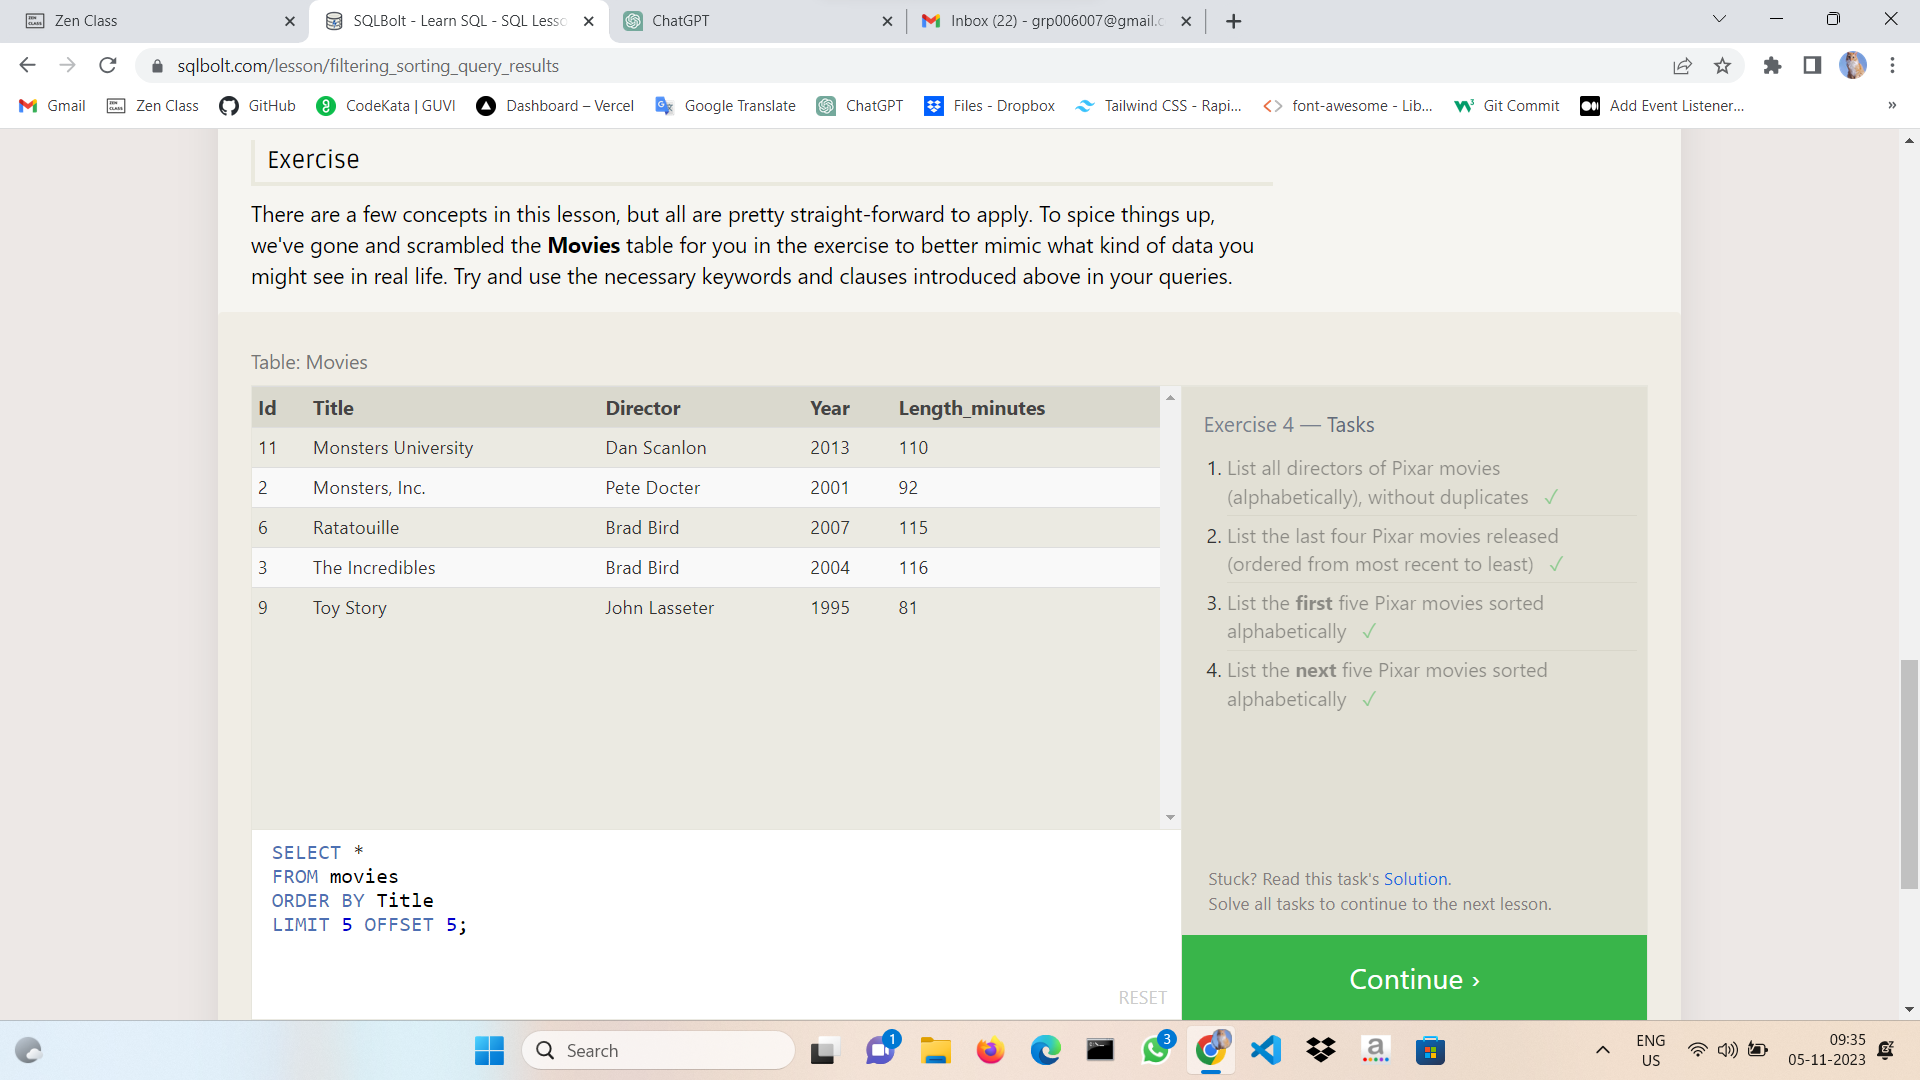 Zen Class
SQLBolt - Learn SQL - SQL Lesso
ChatGPT
Inbox (22) - grp006007@gmail.c
sqlbolt.com/lesson/filtering_sorting_query_results
Gmail
Zen Class
GitHub
CodeKata | GUVI
Dashboard – Vercel
Google Translate
ChatGPT
Files - Dropbox
Tailwind CSS - Rapi...
font-awesome - Lib...
Git Commit
Add Event Listener...
»
Exercise
There are a few concepts in this lesson, but all are pretty straight-forward to apply. To spice things up,
we've gone and scrambled the Movies table for you in the exercise to better mimic what kind of data you
might see in real life. Try and use the necessary keywords and clauses introduced above in your queries.
Table: Movies
Id Title Director Year Length_minutes
11 Monsters University Dan Scanlon 2013 110
2 Monsters, Inc. Pete Docter 2001 92
6 Ratatouille Brad Bird 2007 115
3 The Incredibles Brad Bird 2004 116
9 Toy Story John Lasseter 1995 81
SELECT *
FROM movies
ORDER BY Title
LIMIT 5 OFFSET 5;
RESET
Exercise 4 — Tasks
1. List all directors of Pixar movies
(alphabetically), without duplicates ✓
2. List the last four Pixar movies released
(ordered from most recent to least) ✓
3. List the first five Pixar movies sorted
alphabetically ✓
4. List the next five Pixar movies sorted
alphabetically ✓
Stuck? Read this task's Solution.
Solve all tasks to continue to the next lesson.
Continue ›
Search
1
3
ENG
US
09:35
05-11-2023